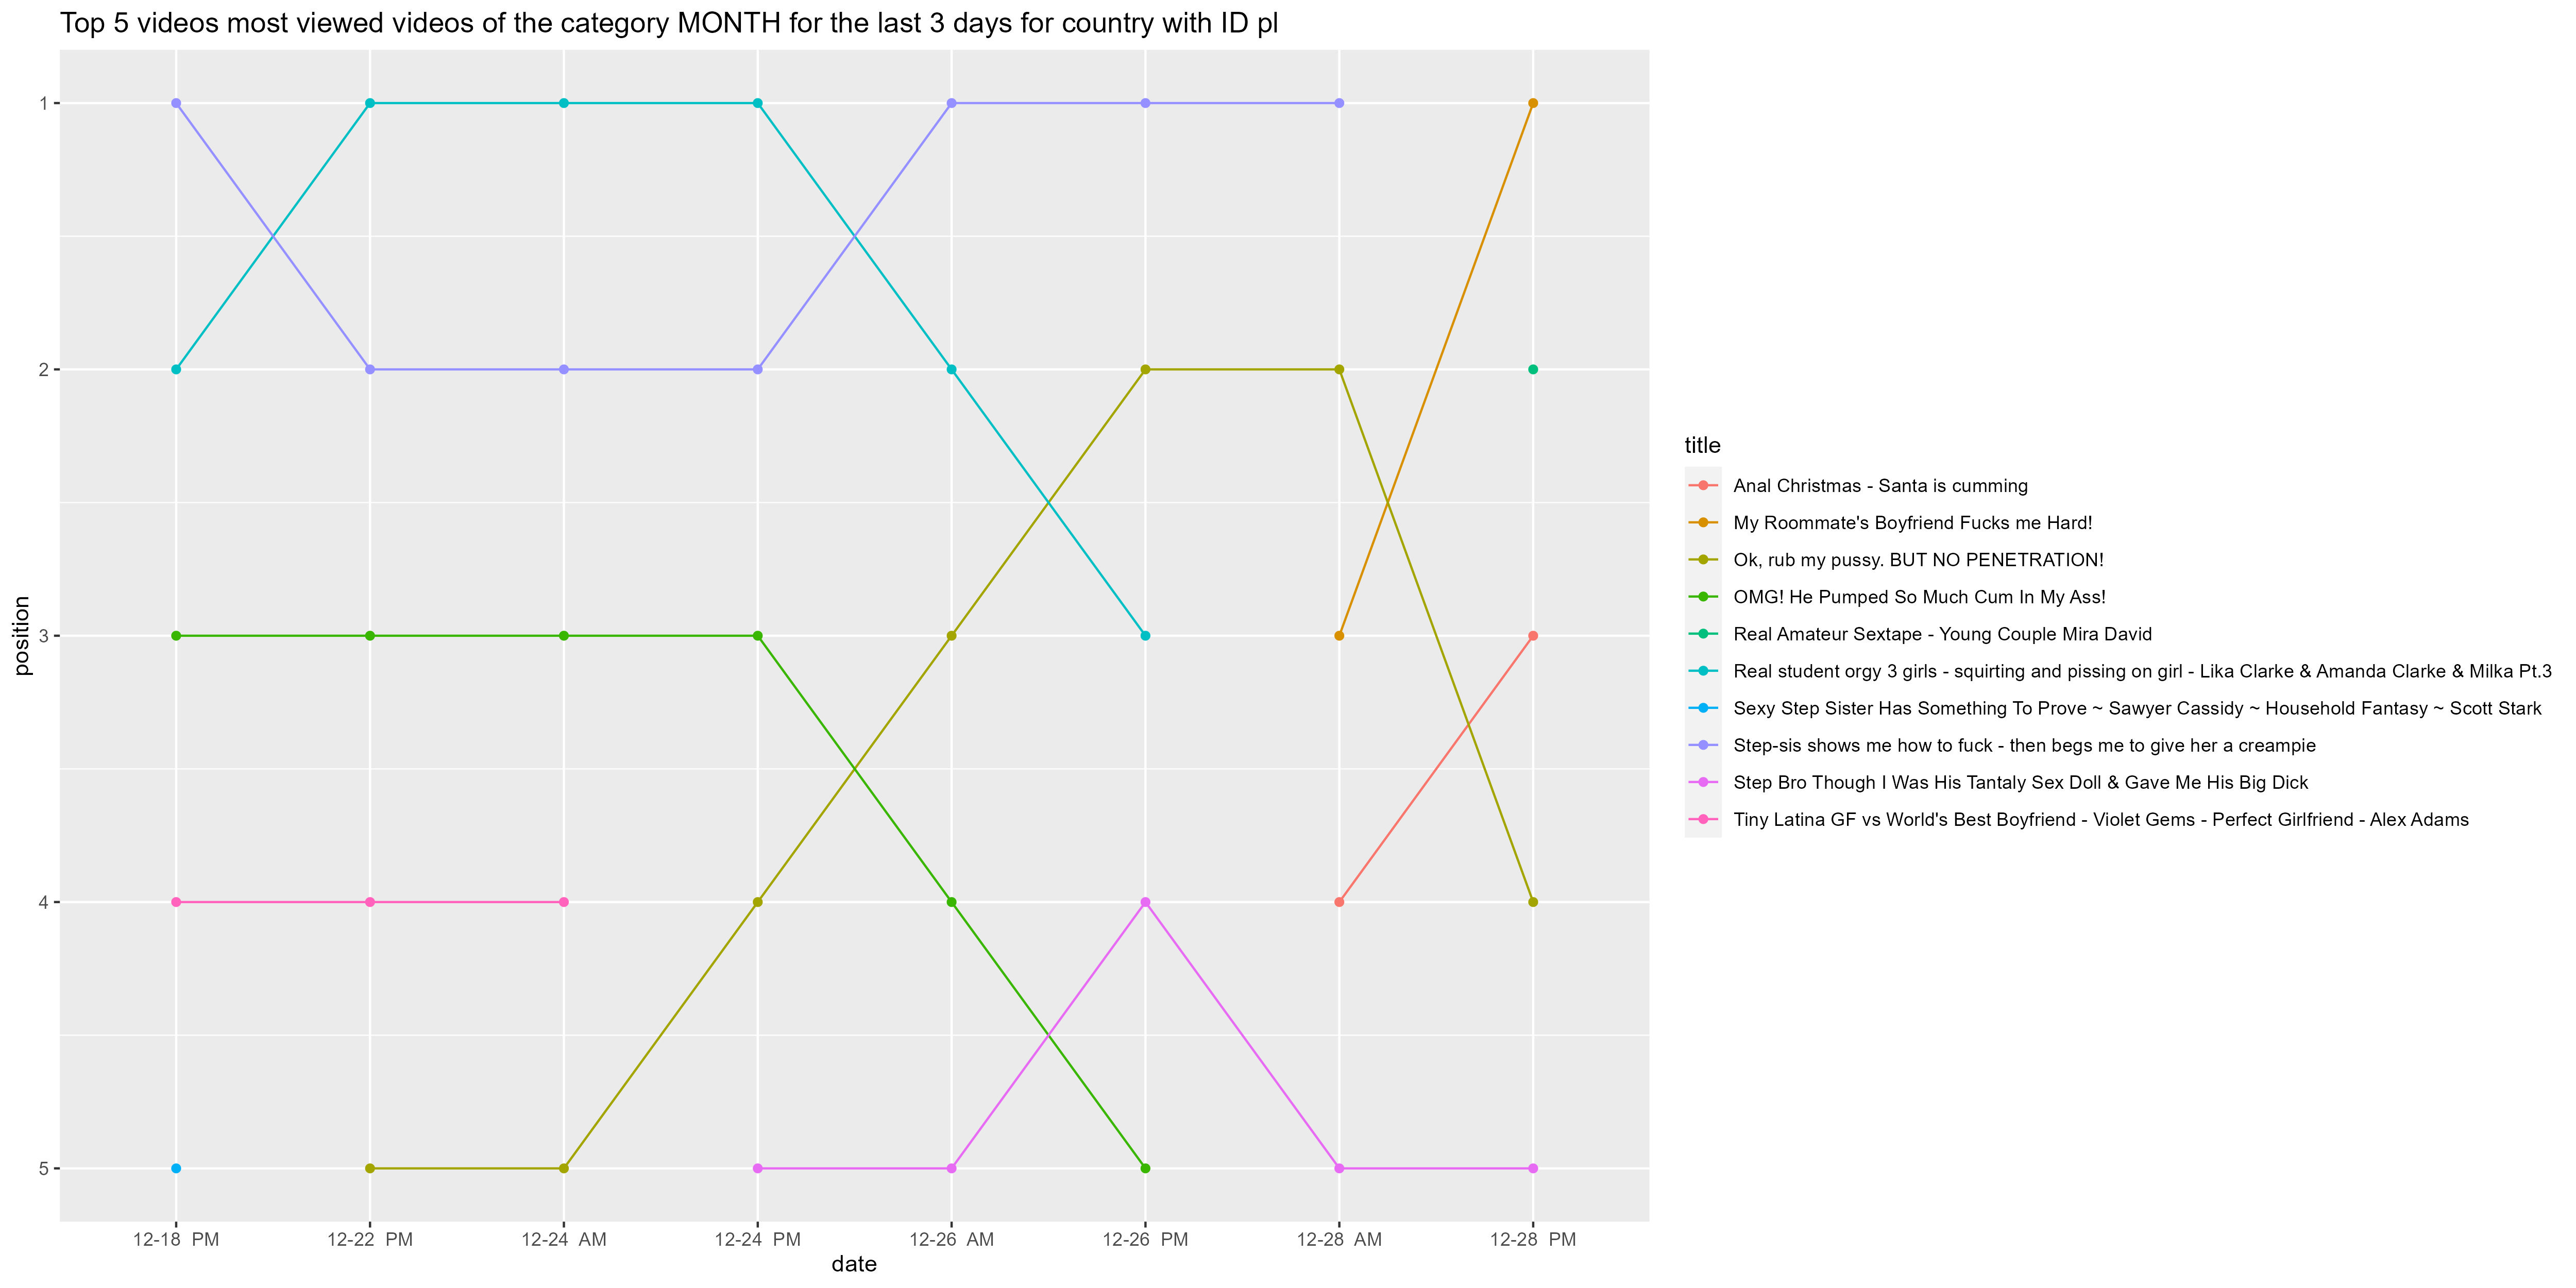 Top 5 videos most viewed videos of the category MONTH for the last 3 days for country with ID pl
position
1
2
3
4
5
12-18 PM
12-22 PM
12-24 AM
12-24 PM
12-26 AM
12-26 PM
12-28 AM
12-28 PM
date
title
Anal Christmas - Santa is cumming
My Roommate's Boyfriend Fucks me Hard!
Ok, rub my pussy. BUT NO PENETRATION!
OMG! He Pumped So Much Cum In My Ass!
Real Amateur Sextape - Young Couple Mira David
Real student orgy 3 girls - squirting and pissing on girl - Lika Clarke & Amanda Clarke & Milka Pt.3
Sexy Step Sister Has Something To Prove ~ Sawyer Cassidy ~ Household Fantasy ~ Scott Stark
Step-sis shows me how to fuck - then begs me to give her a creampie
Step Bro Though I Was His Tantaly Sex Doll & Gave Me His Big Dick
Tiny Latina GF vs World's Best Boyfriend - Violet Gems - Perfect Girlfriend - Alex Adams